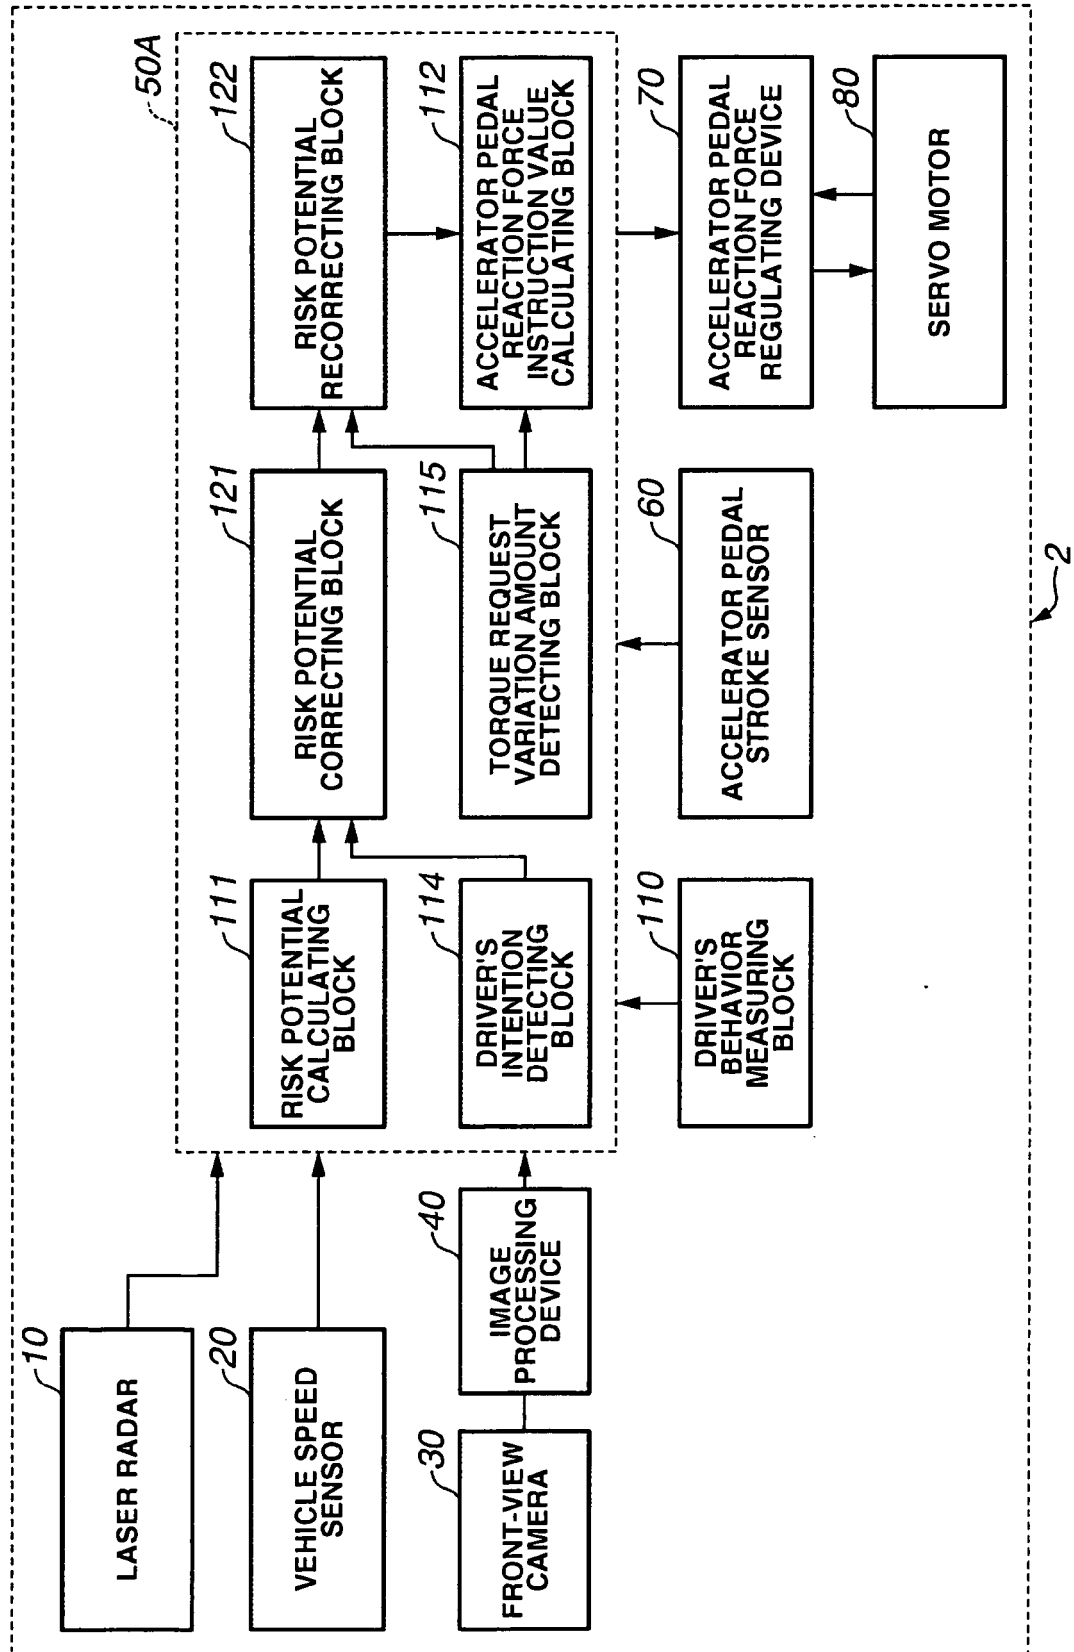 10
LASER RADAR
20
VEHICLE SPEED
SENSOR
30
FRONT-VIEW
CAMERA
40
IMAGE
PROCESSING
DEVICE
50A
111
RISK POTENTIAL
CALCULATING
BLOCK
121
RISK POTENTIAL
CORRECTING BLOCK
122
RISK POTENTIAL
RECORRECTING BLOCK
114
DRIVER'S
INTENTION
DETECTING
BLOCK
115
TORQUE REQUEST
VARIATION AMOUNT
DETECTING BLOCK
112
ACCELERATOR PEDAL
REACTION FORCE
INSTRUCTION VALUE
CALCULATING BLOCK
110
DRIVER'S
BEHAVIOR
MEASURING
BLOCK
60
ACCELERATOR PEDAL
STROKE SENSOR
70
ACCELERATOR PEDAL
REACTION FORCE
REGULATING DEVICE
80
SERVO MOTOR
2